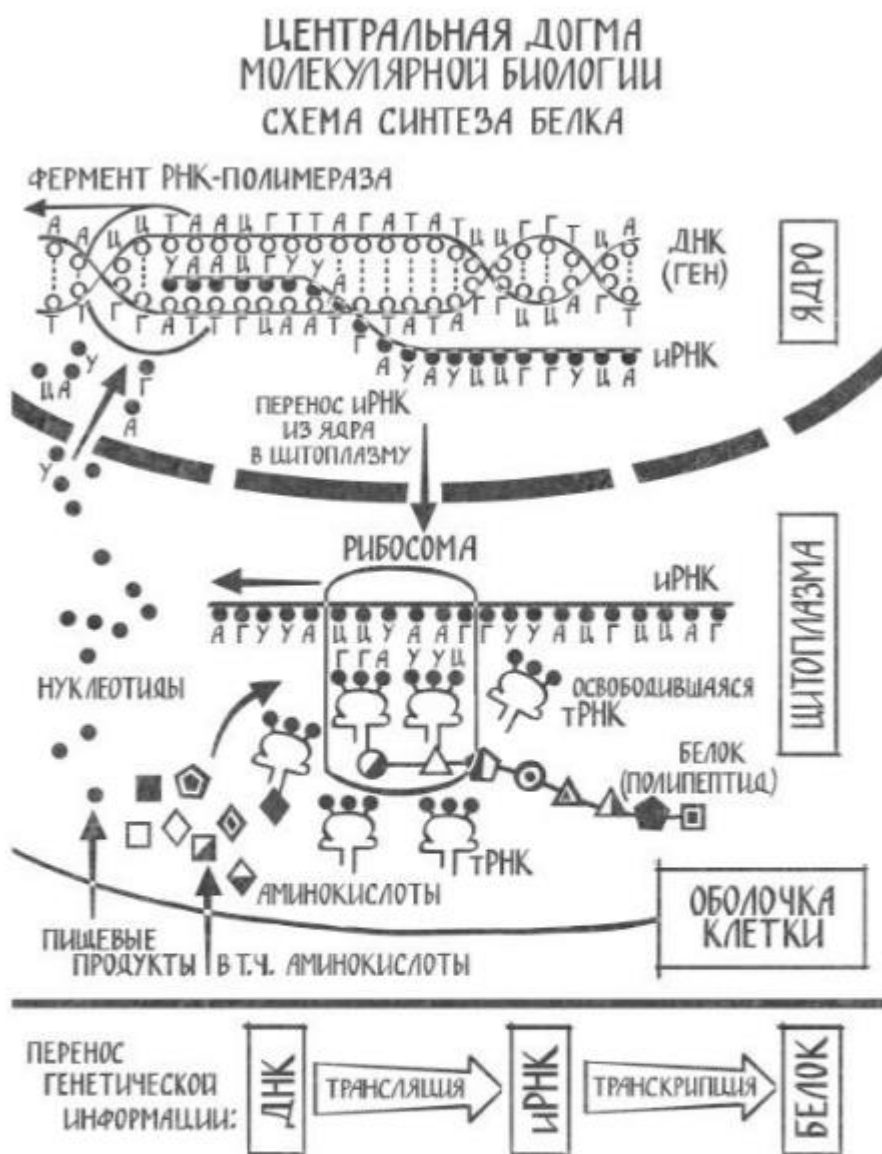 ЦЕНТРАЛЬНАЯ ДОГМА
МОЛЕКУЛЯРНОЙ БИОЛОГИИ
СХЕМА СИНТЕЗА БЕЛКА
ФЕРМЕНТ РНК-ПОЛИМЕРАЗА
А А Ц Ц Т А А Ц Г Т Т А Г А Т А Т Ц Ц Г Г Т Ц А
ДНК
(ГЕН)
ЯДРО
У А А Ц Г У У А
Т Т Г Г А Т Т Г Ц А А Т Т А Т А Г Г Ц Ц А Г Т
Г А У А У Ц Ц Г Г У Ц А
иРНК
Ц А У Г
А
У
ПЕРЕНОС иРНК
ИЗ ЯДРА
В ЦИТОПЛАЗМУ
РИБОСОМА
иРНК
ЦИТОПЛАЗМА
А Г У У А Ц Ц У А А Г Г У У А Ц Г Ц Ц А Г
Г Г А У У Ц
НУКЛЕОТИДЫ
ОСВОБОДИВШАЯСЯ
тРНК
БЕЛОК
(ПОЛИПЕПТИД)
тРНК
АМИНОКИСЛОТЫ
ОБОЛОЧКА
КЛЕТКИ
ПИЩЕВЫЕ
ПРОДУКТЫ В Т.Ч. АМИНОКИСЛОТЫ
ПЕРЕНОС
ГЕНЕТИЧЕСКОЙ
ИНФОРМАЦИИ:
ДНК
ТРАНСЛЯЦИЯ
иРНК
ТРАНСКРИПЦИЯ
БЕЛОК